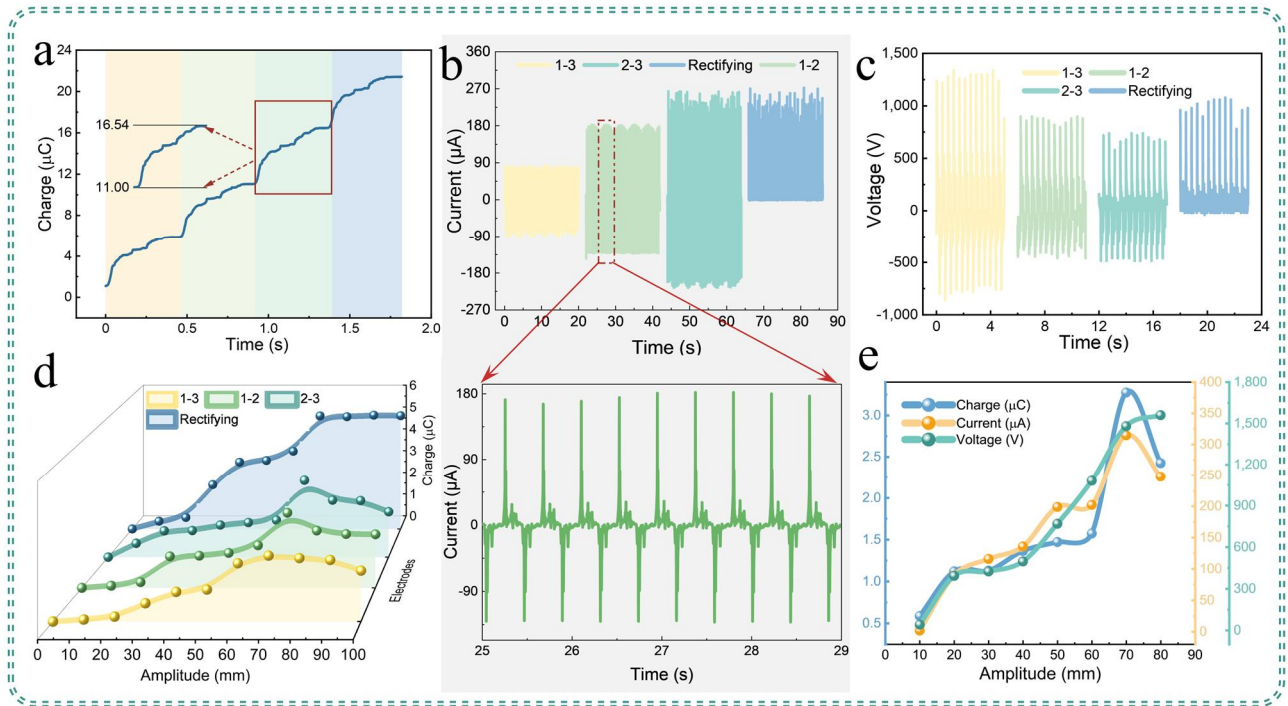 a
24
20
16
12
8
4
0
Charge (μC)
16.54
11.00
0
0.5
1.0
1.5
2.0
Time (s)
b
360
270
180
90
0
-90
-180
-270
Current (μA)
1-3
2-3
Rectifying
1-2
0 10 20 30 40 50 60 70 80 90
Time (s)
180
90
0
-90
Current (μA)
25 26 27 28 29
Time (s)
c
1,500
1,000
500
0
-500
-1,000
Voltage (V)
1-3
1-2
2-3
Rectifying
0 4 8 12 16 20 24
Time (s)
d
1-3
1-2
2-3
Rectifying
6
5
4
3
2
1
0
Charge (μC)
Electrodes
0 10 20 30 40 50 60 70 80 90 100
Amplitude (mm)
e
Charge (μC)
Current (μA)
Voltage (V)
3.0
2.5
2.0
1.5
1.0
0.5
400
350
300
250
200
150
100
50
0
1,800
1,500
1,200
900
600
300
0
0 10 20 30 40 50 60 70 80 90
Amplitude (mm)